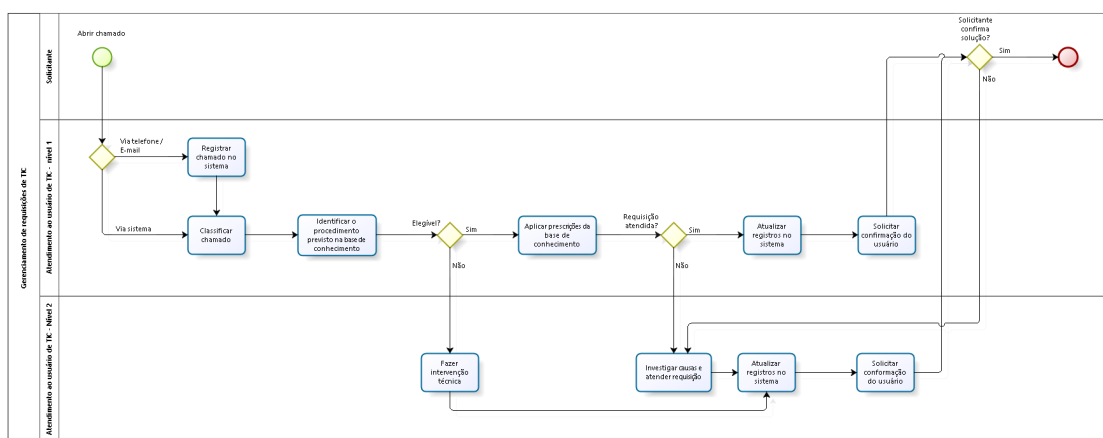 Gerenciamento de requisições de TIC
Solicitante
Abrir chamado
Solicitante
confirma
solução?
Sim
Não
Atendimento ao usuário de TIC - nível 1
Via telefone /
E-mail
Registrar
chamado no
sistema
Via sistema
Classificar
chamado
Identificar o
procedimento
previsto na base de
conhecimento
Elegível?
Sim
Não
Aplicar prescrições da
base de
conhecimento
Requisição
atendida?
Sim
Não
Atualizar
registros no
sistema
Solicitar
confirmação do
usuário
Atendimento ao usuário de TIC - Nível 2
Fazer
intervenção
técnica
Investigar causas e
atender requisição
Atualizar
registros no
sistema
Solicitar
conformação
do usuário